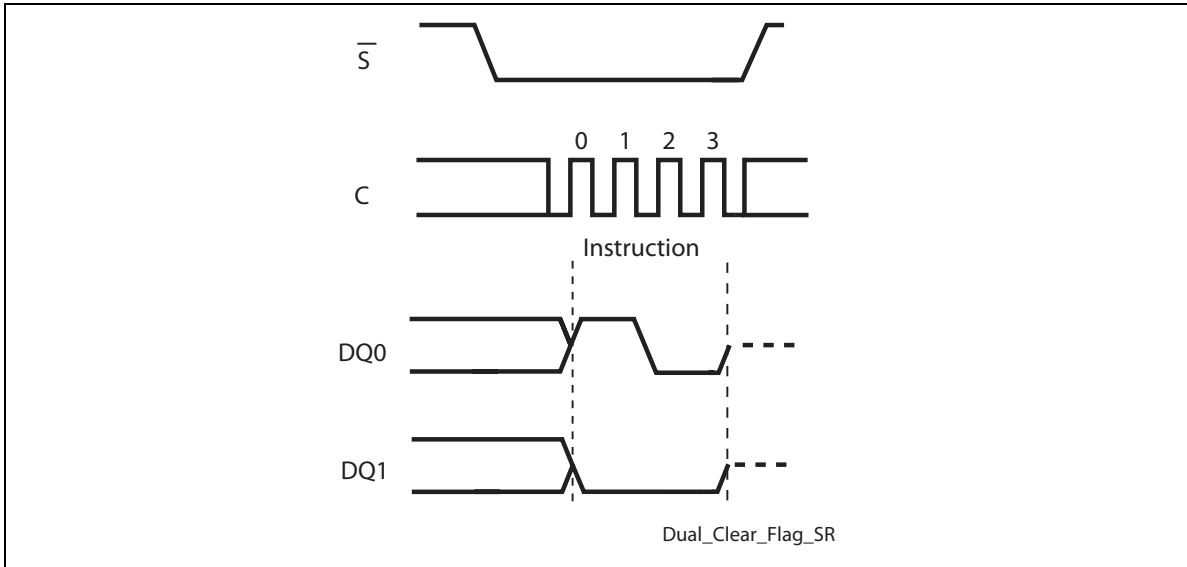 S
0 1 2 3
C
Instruction
DQ0
DQ1
Dual_Clear_Flag_SR